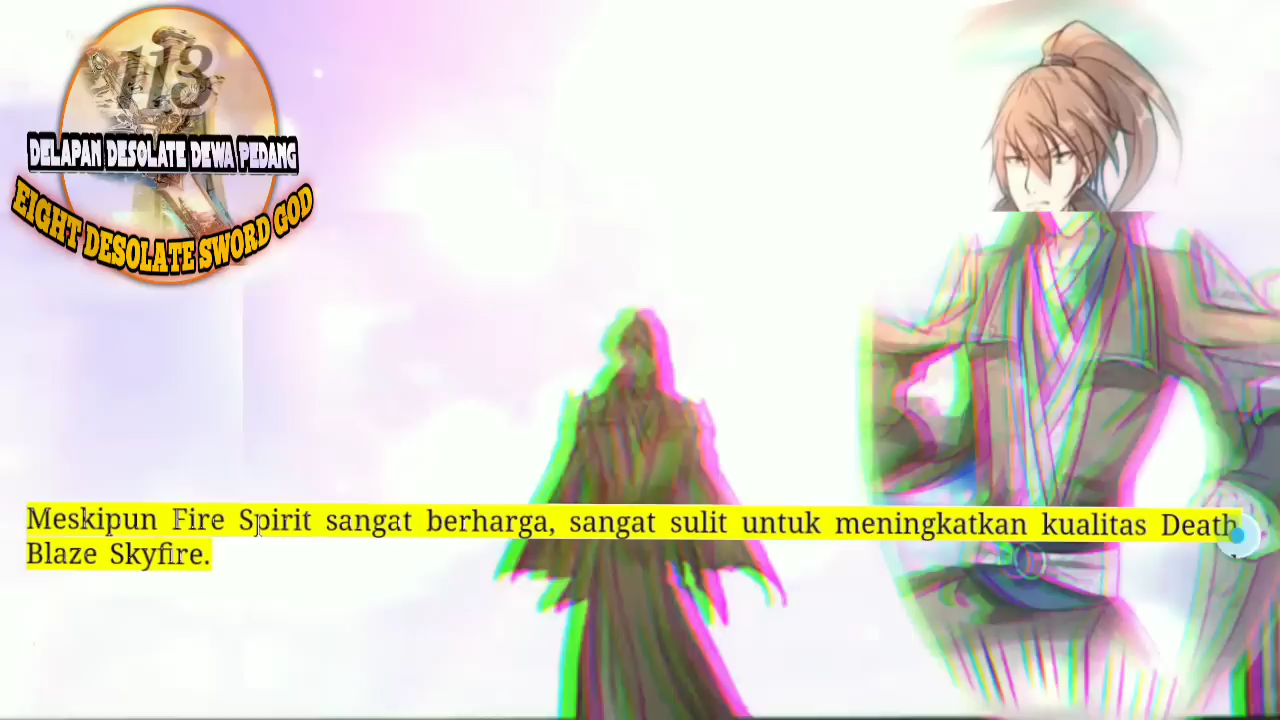 113
DELAPAN DESOLATE DEWA PEDANG
EIGHT DESOLATE SWORD GOD
Meskipun Fire Spirit sangat berharga, sangat sulit untuk meningkatkan kualitas Death
Blaze Skyfire.